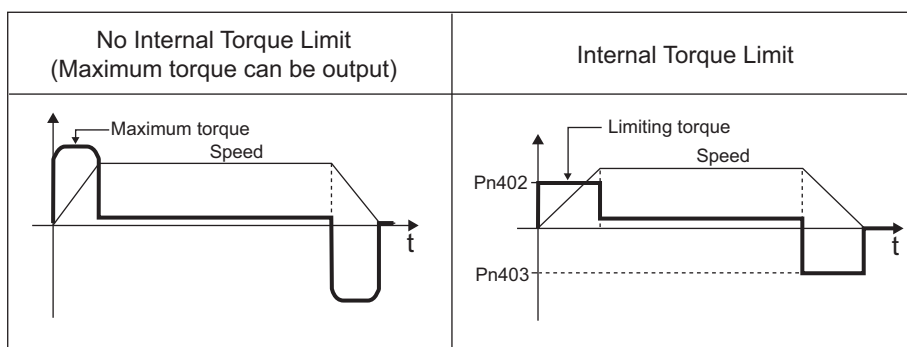 No Internal Torque Limit
(Maximum torque can be output)
Internal Torque Limit
Maximum torque
Speed
t
Limiting torque
Speed
Pn402
t
Pn403